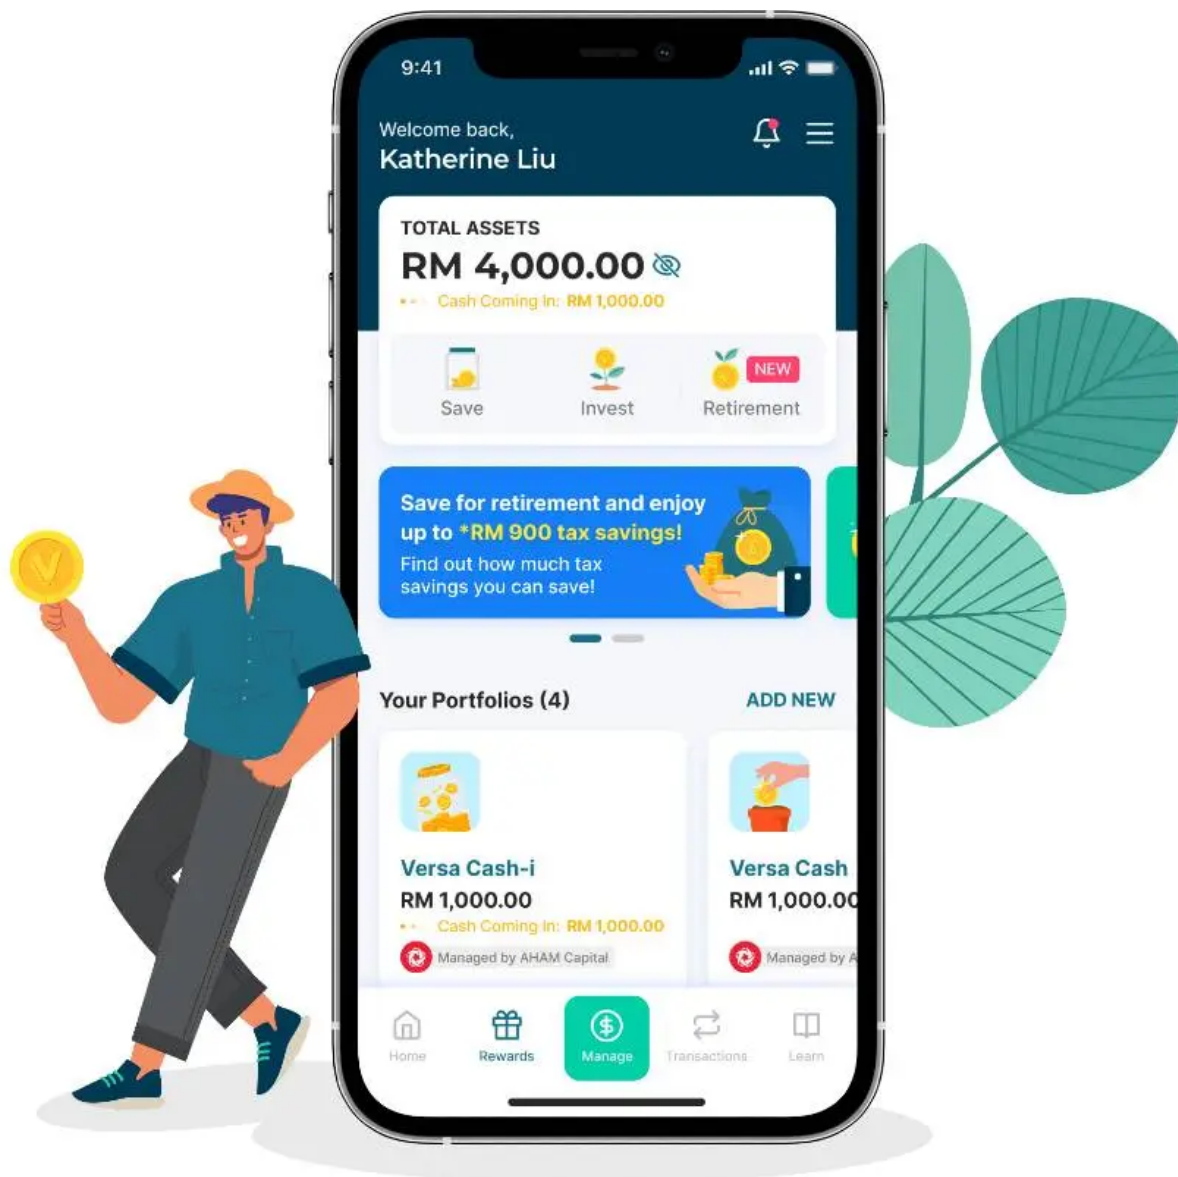 9:41
Welcome back,
Katherine Liu
TOTAL ASSETS
RM 4,000.00
Cash Coming In: RM 1,000.00
Save
Invest
NEW
Retirement
Save for retirement and enjoy
up to *RM 900 tax savings!
Find out how much tax
savings you can save!
Your Portfolios (4)
ADD NEW
Versa Cash-i
RM 1,000.00
Cash Coming In: RM 1,000.00
Managed by AHAM Capital
Versa Cash
RM 1,000.00
Managed by A
Home
Rewards
Manage
Transactions
Learn